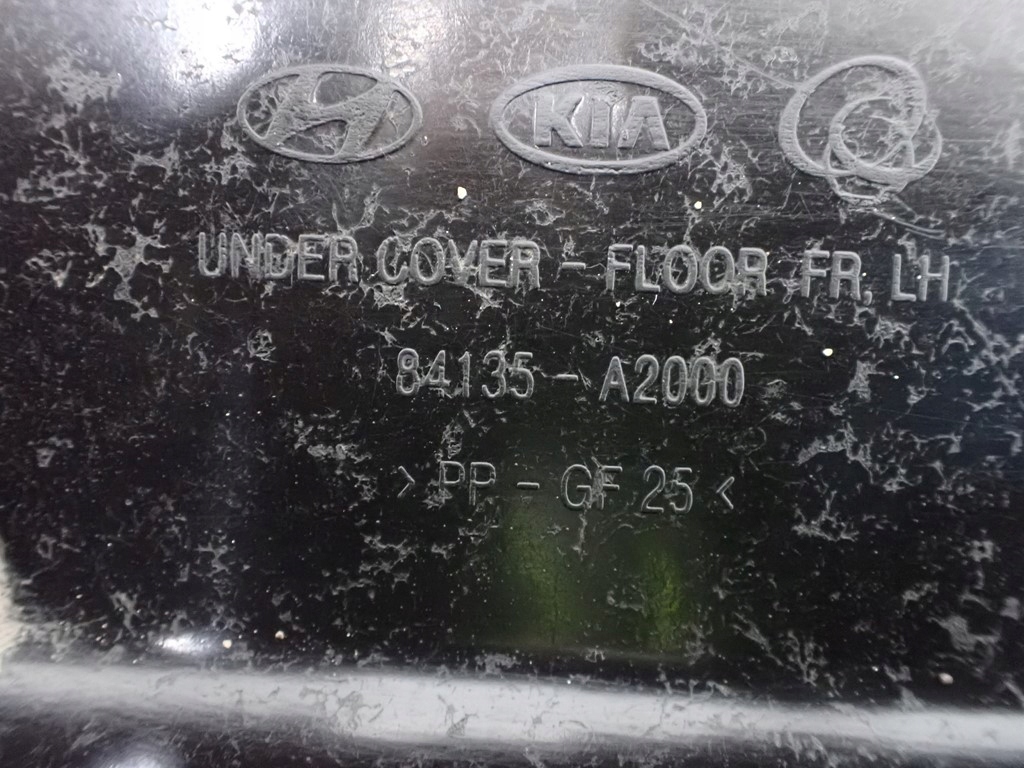 KIA
UNDER COVER - FLOOR FR, LH
84135 - A2000
> PP - GF 25 <